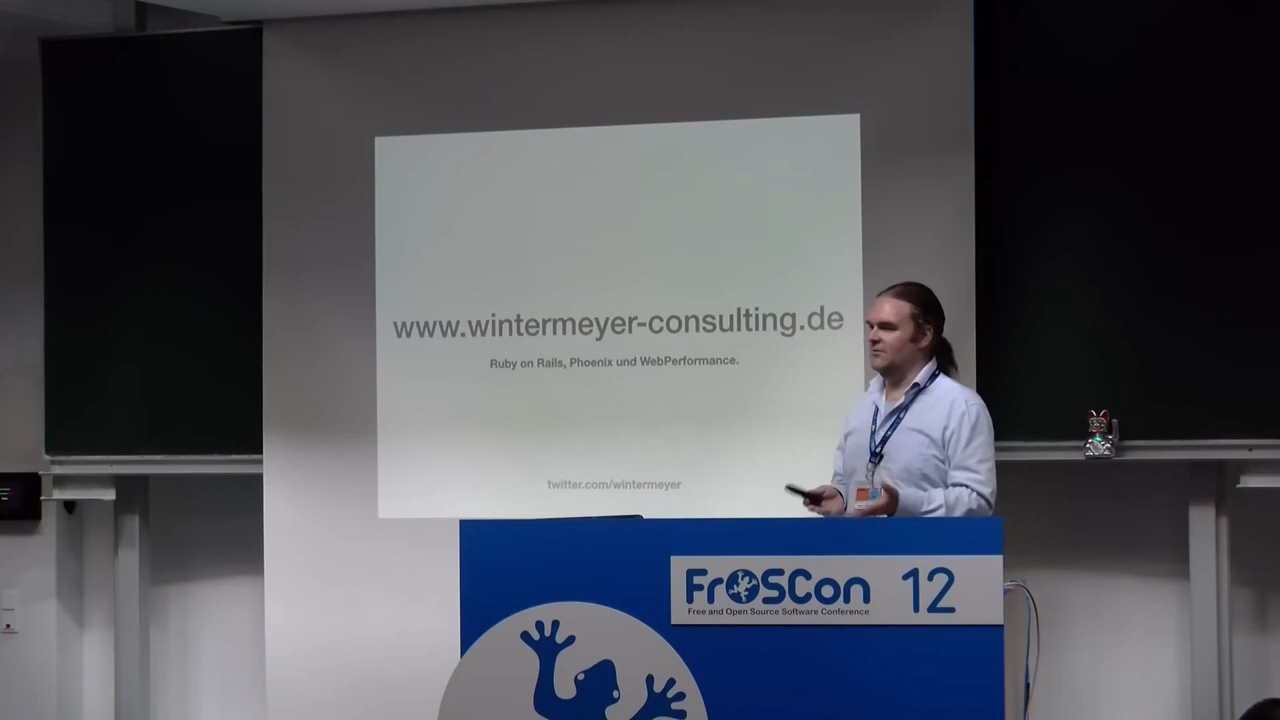 www.wintermeyer-consulting.de
Ruby on Rails, Phoenix und WebPerformance.
twitter.com/wintermeyer
FrOSCon 12
Free and Open Source Software Conference